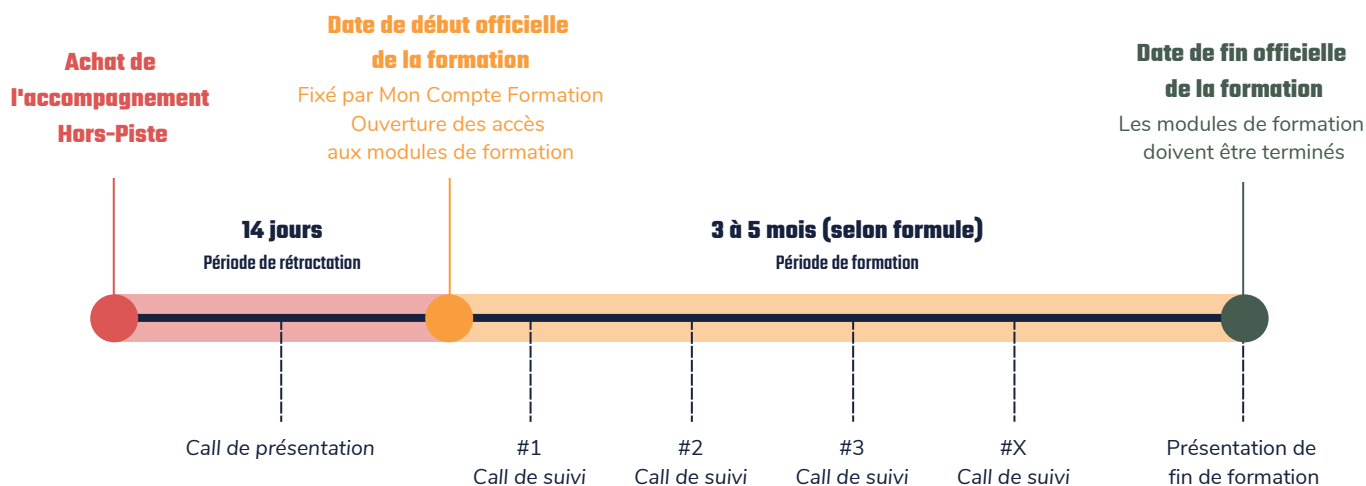 Achat de
l'accompagnement
Hors-Piste
Date de début officielle
de la formation
Fixé par Mon Compte Formation
Ouverture des accès
aux modules de formation
Date de fin officielle
de la formation
Les modules de formation
doivent être terminés
14 jours
Période de rétractation
3 à 5 mois (selon formule)
Période de formation
Call de présentation
#1
Call de suivi
#2
Call de suivi
#3
Call de suivi
#X
Call de suivi
Présentation de
fin de formation